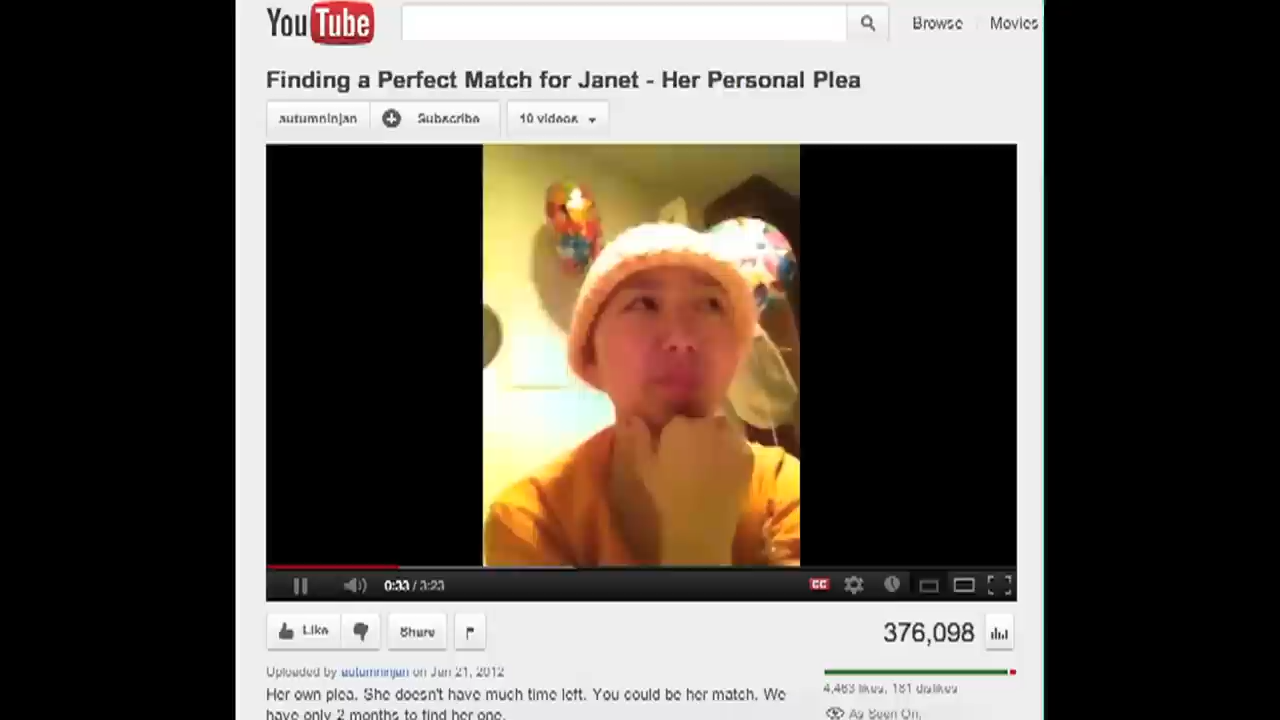 YouTube
Browse Movies
Finding a Perfect Match for Janet - Her Personal Plea
autumninjan Subscribe 10 videos
0:33 / 3:23 CC
Like Share 376,098
Uploaded by autumninjan on Jan 21, 2012
4,463 likes, 181 dislikes
Her own plea. She doesn't have much time left. You could be her match. We
As Seen On:
have only 2 months to find her one.